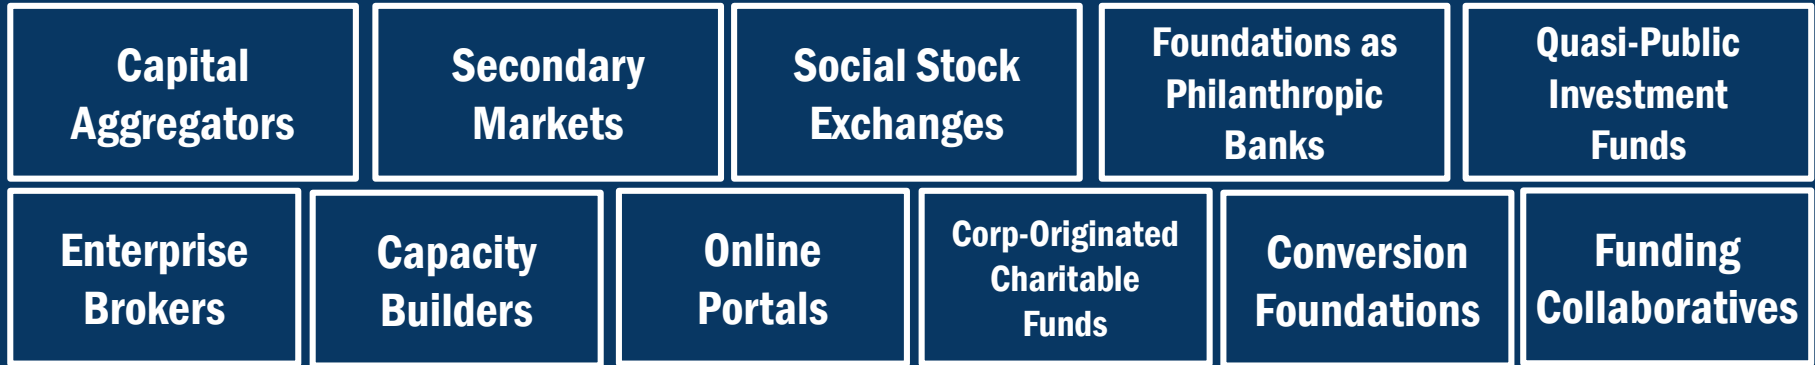 Capital
Aggregators
Secondary
Markets
Social Stock
Exchanges
Foundations as
Philanthropic
Banks
Quasi-Public
Investment
Funds
Enterprise
Brokers
Capacity
Builders
Online
Portals
Corp-Originated
Charitable
Funds
Conversion
Foundations
Funding
Collaboratives